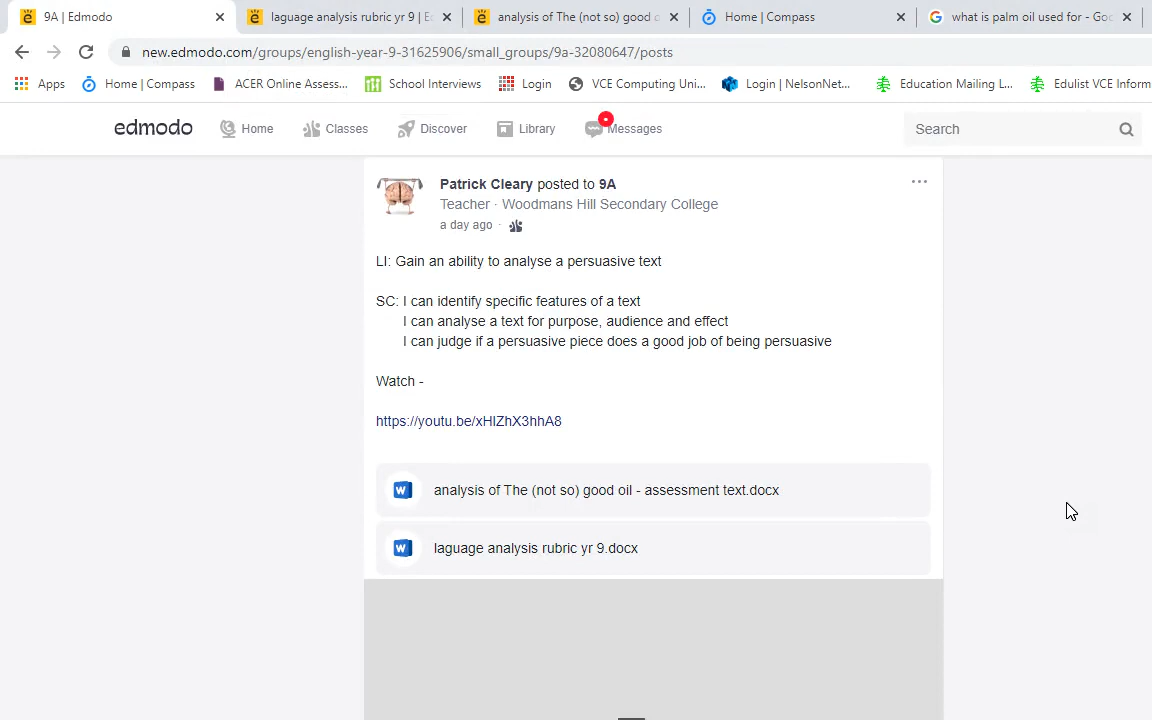 9A | Edmodo
laguage analysis rubric yr 9 | E
analysis of The (not so) good o
Home | Compass
what is palm oil used for - Goo
new.edmodo.com/groups/english-year-9-31625906/small_groups/9a-32080647/posts
Apps Home | Compass ACER Online Assess... School Interviews Login VCE Computing Uni... Login | NelsonNet... Education Mailing L... Edulist VCE Inform
edmodo Home Classes Discover Library Messages Search
Patrick Cleary posted to 9A
Teacher · Woodmans Hill Secondary College
a day ago ·
LI: Gain an ability to analyse a persuasive text
SC: I can identify specific features of a text
I can analyse a text for purpose, audience and effect
I can judge if a persuasive piece does a good job of being persuasive
Watch -
https://youtu.be/xHIZhX3hhA8
analysis of The (not so) good oil - assessment text.docx
laguage analysis rubric yr 9.docx